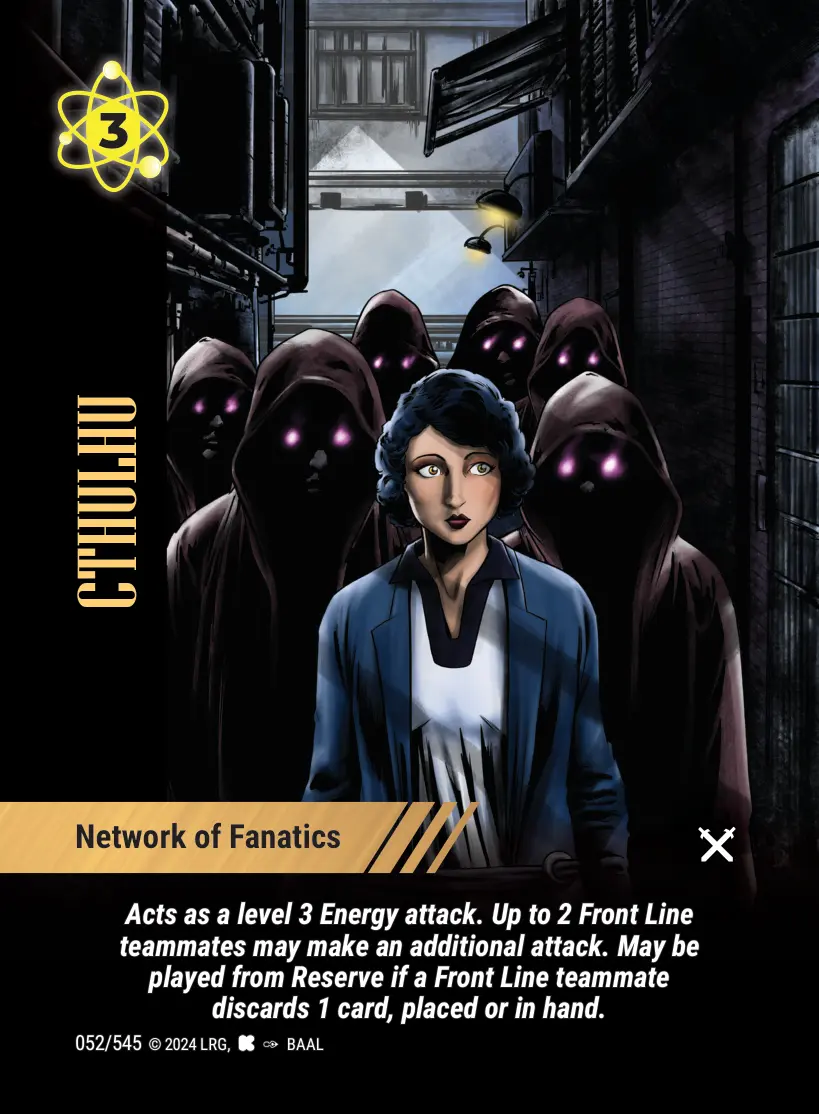 3
CTHULHU
Network of Fanatics
Acts as a level 3 Energy attack. Up to 2 Front Line
teammates may make an additional attack. May be
played from Reserve if a Front Line teammate
discards 1 card, placed or in hand.
052/545 © 2024 LRG, BAAL